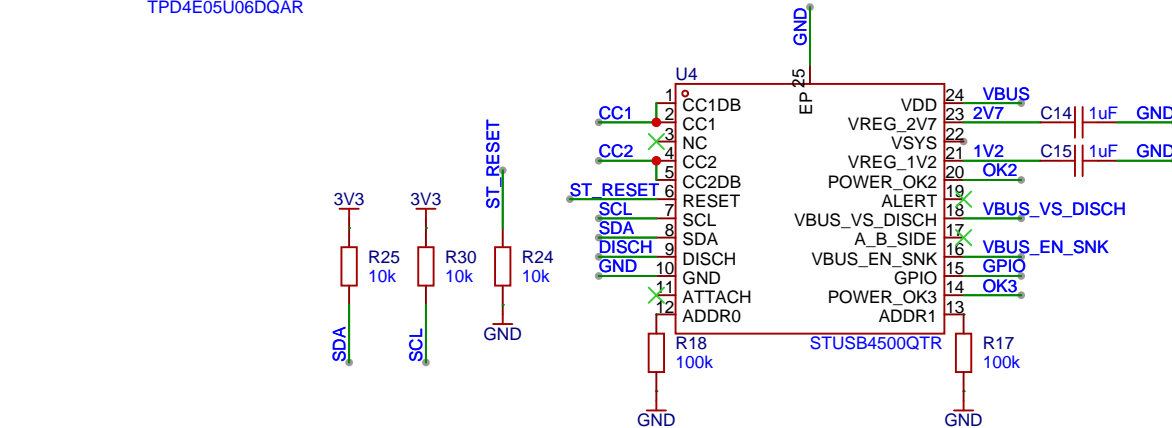 TPD4E05U06DQAR
GND
U4
EP 25
1 CC1DB
CC1 2 CC1
3 NC
CC2 4 CC2
5 CC2DB
ST_RESET 6 RESET
SCL 7 SCL
SDA 8 SDA
DISCH 9 DISCH
GND 10 GND
11 ATTACH
12 ADDR0
VDD 24 VBUS
VREG_2V7 23 2V7 C14 1uF GND
VSYS 22
VREG_1V2 21 1V2 C15 1uF GND
POWER_OK2 20 OK2
ALERT 19
VBUS_VS_DISCH 18 VBUS_VS_DISCH
A_B_SIDE 17
VBUS_EN_SNK 16 VBUS_EN_SNK
GPIO 15 GPIO
POWER_OK3 14 OK3
ADDR1 13
STUSB4500QTR
3V3
R25
10k
SDA
3V3
R30
10k
SCL
ST_RESET
R24
10k
GND
R18
100k
GND
R17
100k
GND